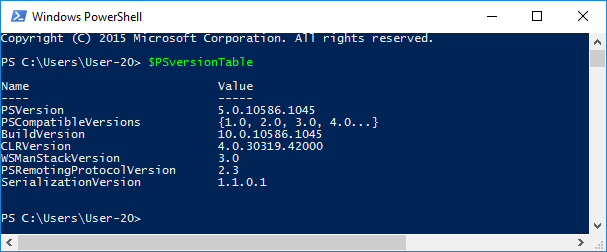 Windows PowerShell
Copyright (C) 2015 Microsoft Corporation. All rights reserved.
PS C:\Users\User-20> $PSversionTable
Name                           Value
----                           -----
PSVersion                      5.0.10586.1045
PSCompatibleVersions           {1.0, 2.0, 3.0, 4.0...}
BuildVersion                   10.0.10586.1045
CLRVersion                     4.0.30319.42000
WSManStackVersion              3.0
PSRemotingProtocolVersion      2.3
SerializationVersion           1.1.0.1
PS C:\Users\User-20>